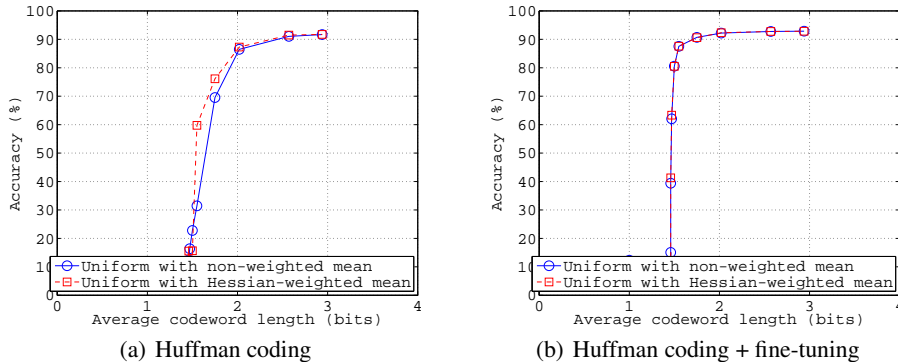 100
90
80
70
60
50
40
30
20
10
0
Accuracy (%)
Uniform with non-weighted mean
Uniform with Hessian-weighted mean
0 1 2 3 4
Average codeword length (bits)
(a) Huffman coding
100
90
80
70
60
50
40
30
20
10
0
Accuracy (%)
Uniform with non-weighted mean
Uniform with Hessian-weighted mean
0 1 2 3 4
Average codeword length (bits)
(b) Huffman coding + fine-tuning